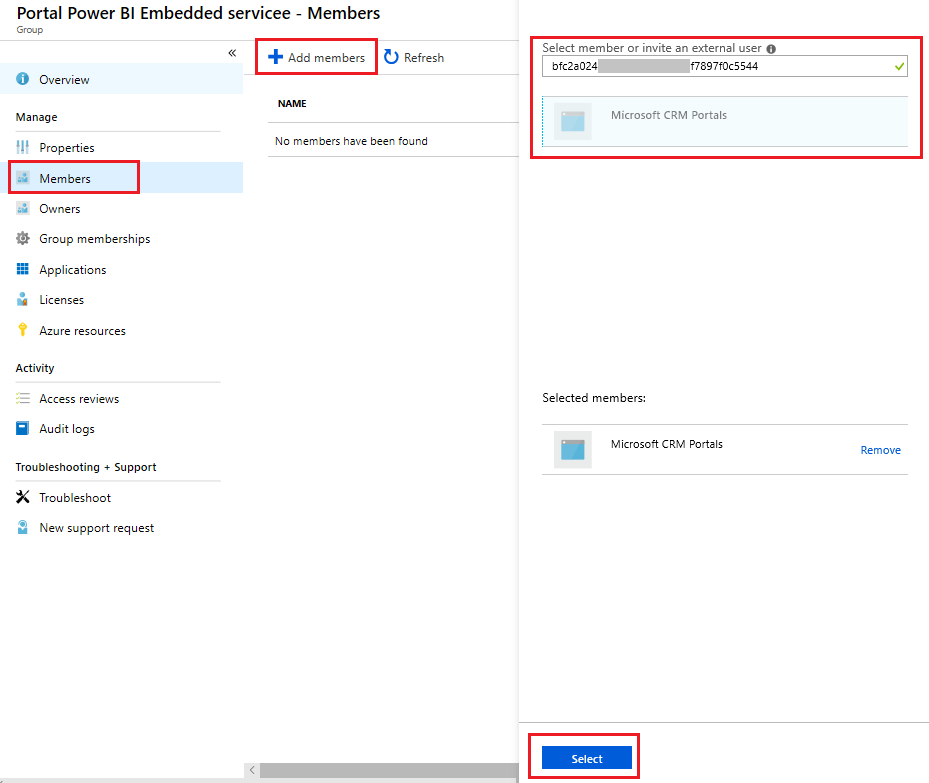 Portal Power BI Embedded servicee - Members
Group
«
Overview
Manage
Properties
Members
Owners
Group memberships
Applications
Licenses
Azure resources
Activity
Access reviews
Audit logs
Troubleshooting + Support
Troubleshoot
New support request
Add members
Refresh
NAME
No members have been found
Select member or invite an external user
bfc2a024 f7897f0c5544
Microsoft CRM Portals
Selected members:
Microsoft CRM Portals
Remove
Select